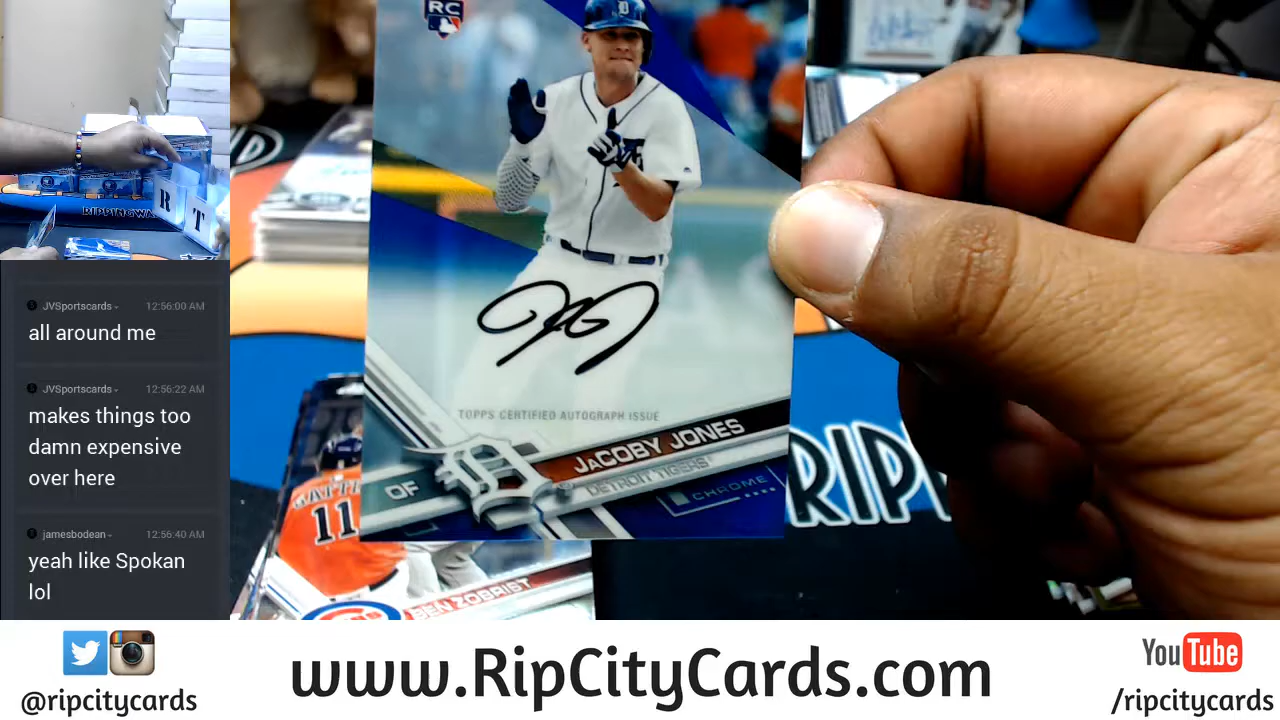 RC
D
TOPPS CERTIFIED AUTOGRAPH ISSUE
OF
JACOBY JONES
DETROIT TIGERS
CHROME
11
BEN ZOBRIST
RIP
RIPPINGWA
R
T
JVSportscards 12:56:00 AM
all around me
JVSportscards 12:56:22 AM
makes things too
damn expensive
over here
jamesbodean 12:56:40 AM
yeah like Spokan
lol
@ripcitycards
www.RipCityCards.com
YouTube
/ripcitycards